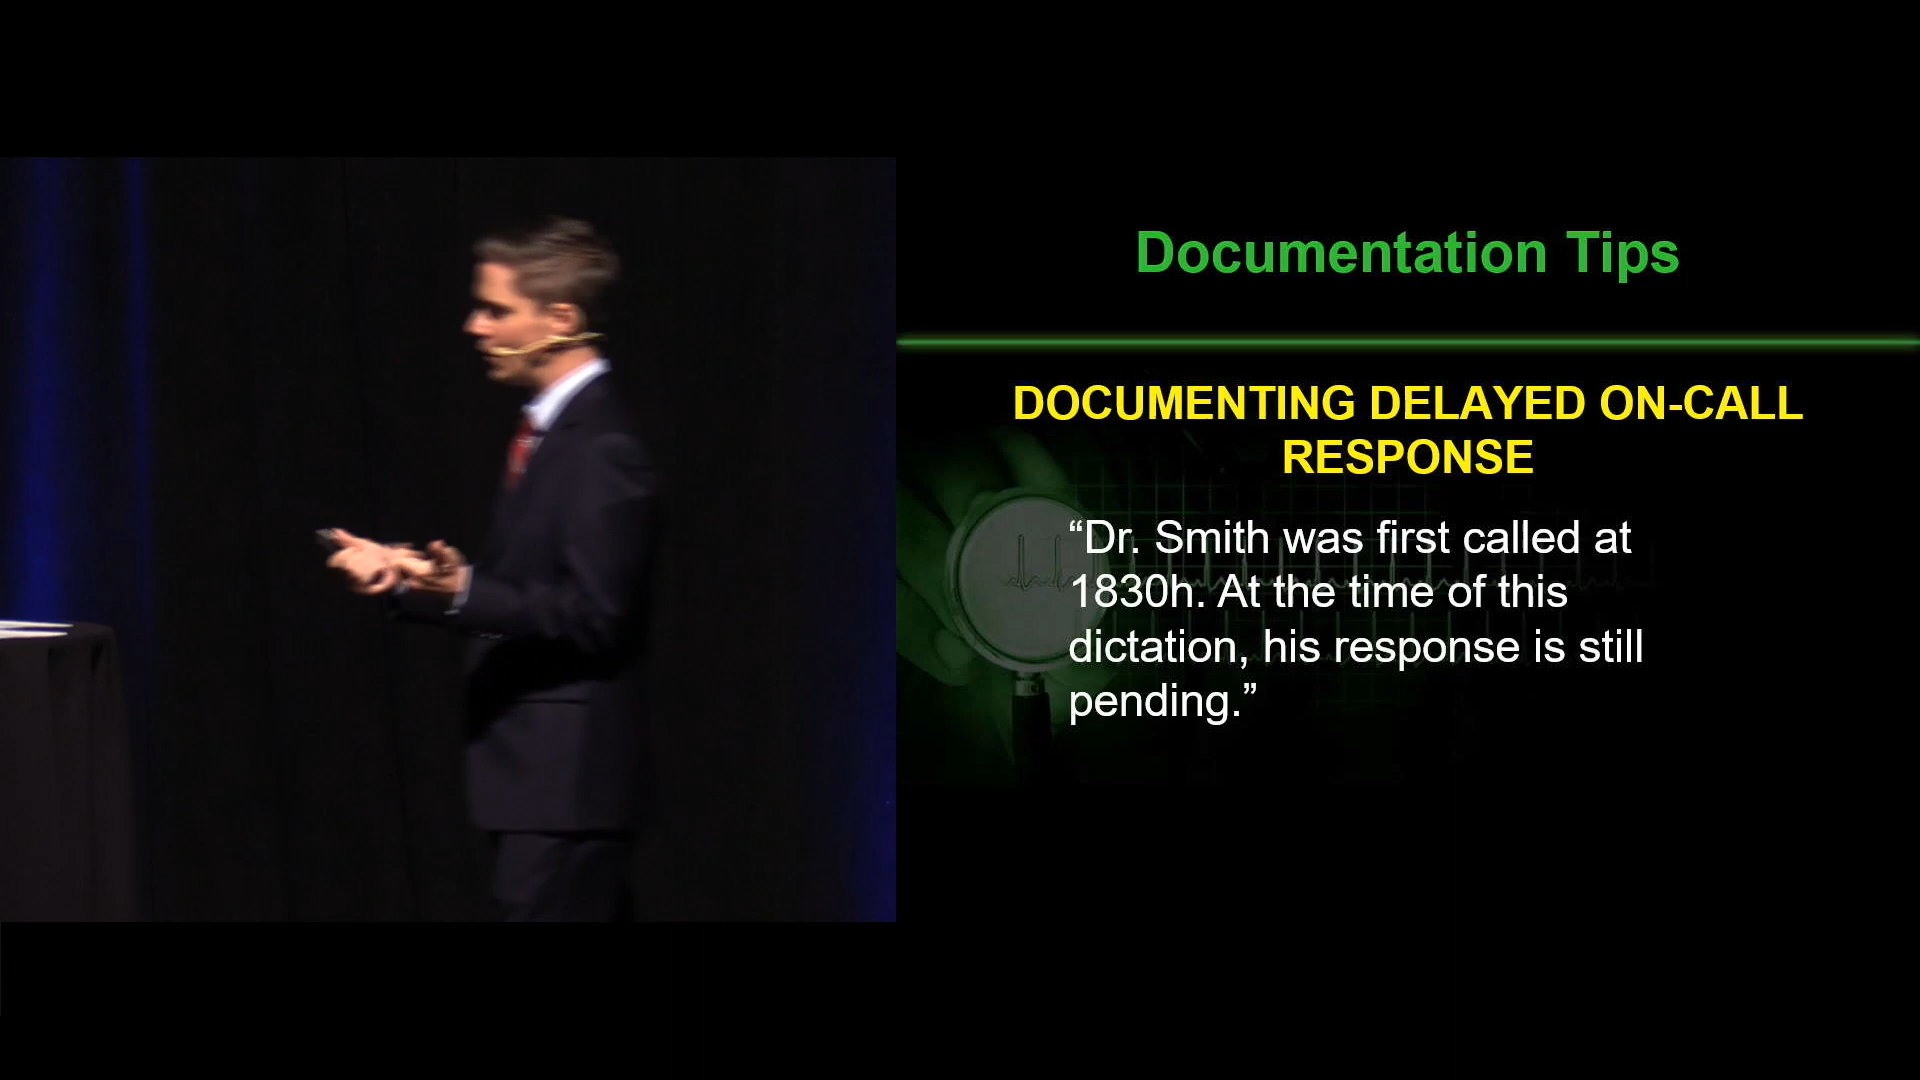 Documentation Tips
DOCUMENTING DELAYED ON-CALL
RESPONSE
“Dr. Smith was first called at
1830h. At the time of this
dictation, his response is still
pending.”